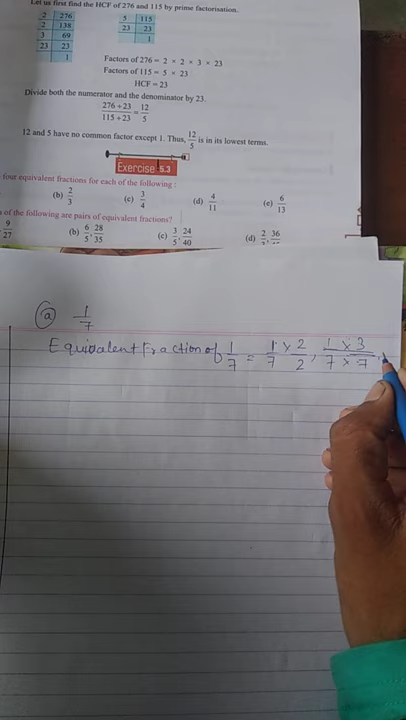 Let us first find the HCF of 276 and 115 by prime factorisation.
2 276
2 138
3 69
23 23
1
5 115
23 23
1
Factors of 276 = 2 × 2 × 3 × 23
Factors of 115 = 5 × 23
HCF = 23
Divide both the numerator and the denominator by 23.
276 ÷ 23 / 115 ÷ 23 = 12/5
12 and 5 have no common factor except 1. Thus, 12/5 is in its lowest terms.
Exercise 5.3
four equivalent fractions for each of the following :
(b) 2/3 (c) 3/4 (d) 4/11 (e) 6/13
of the following are pairs of equivalent fractions?
9/27 (b) 6/5, 28/35 (c) 3/5, 24/40 (d) 2/3, 36
(a) 1/7
Equivalent Fraction of 1/7 = 1/7 × 2/2, 1 × 3 / 7 × 7,